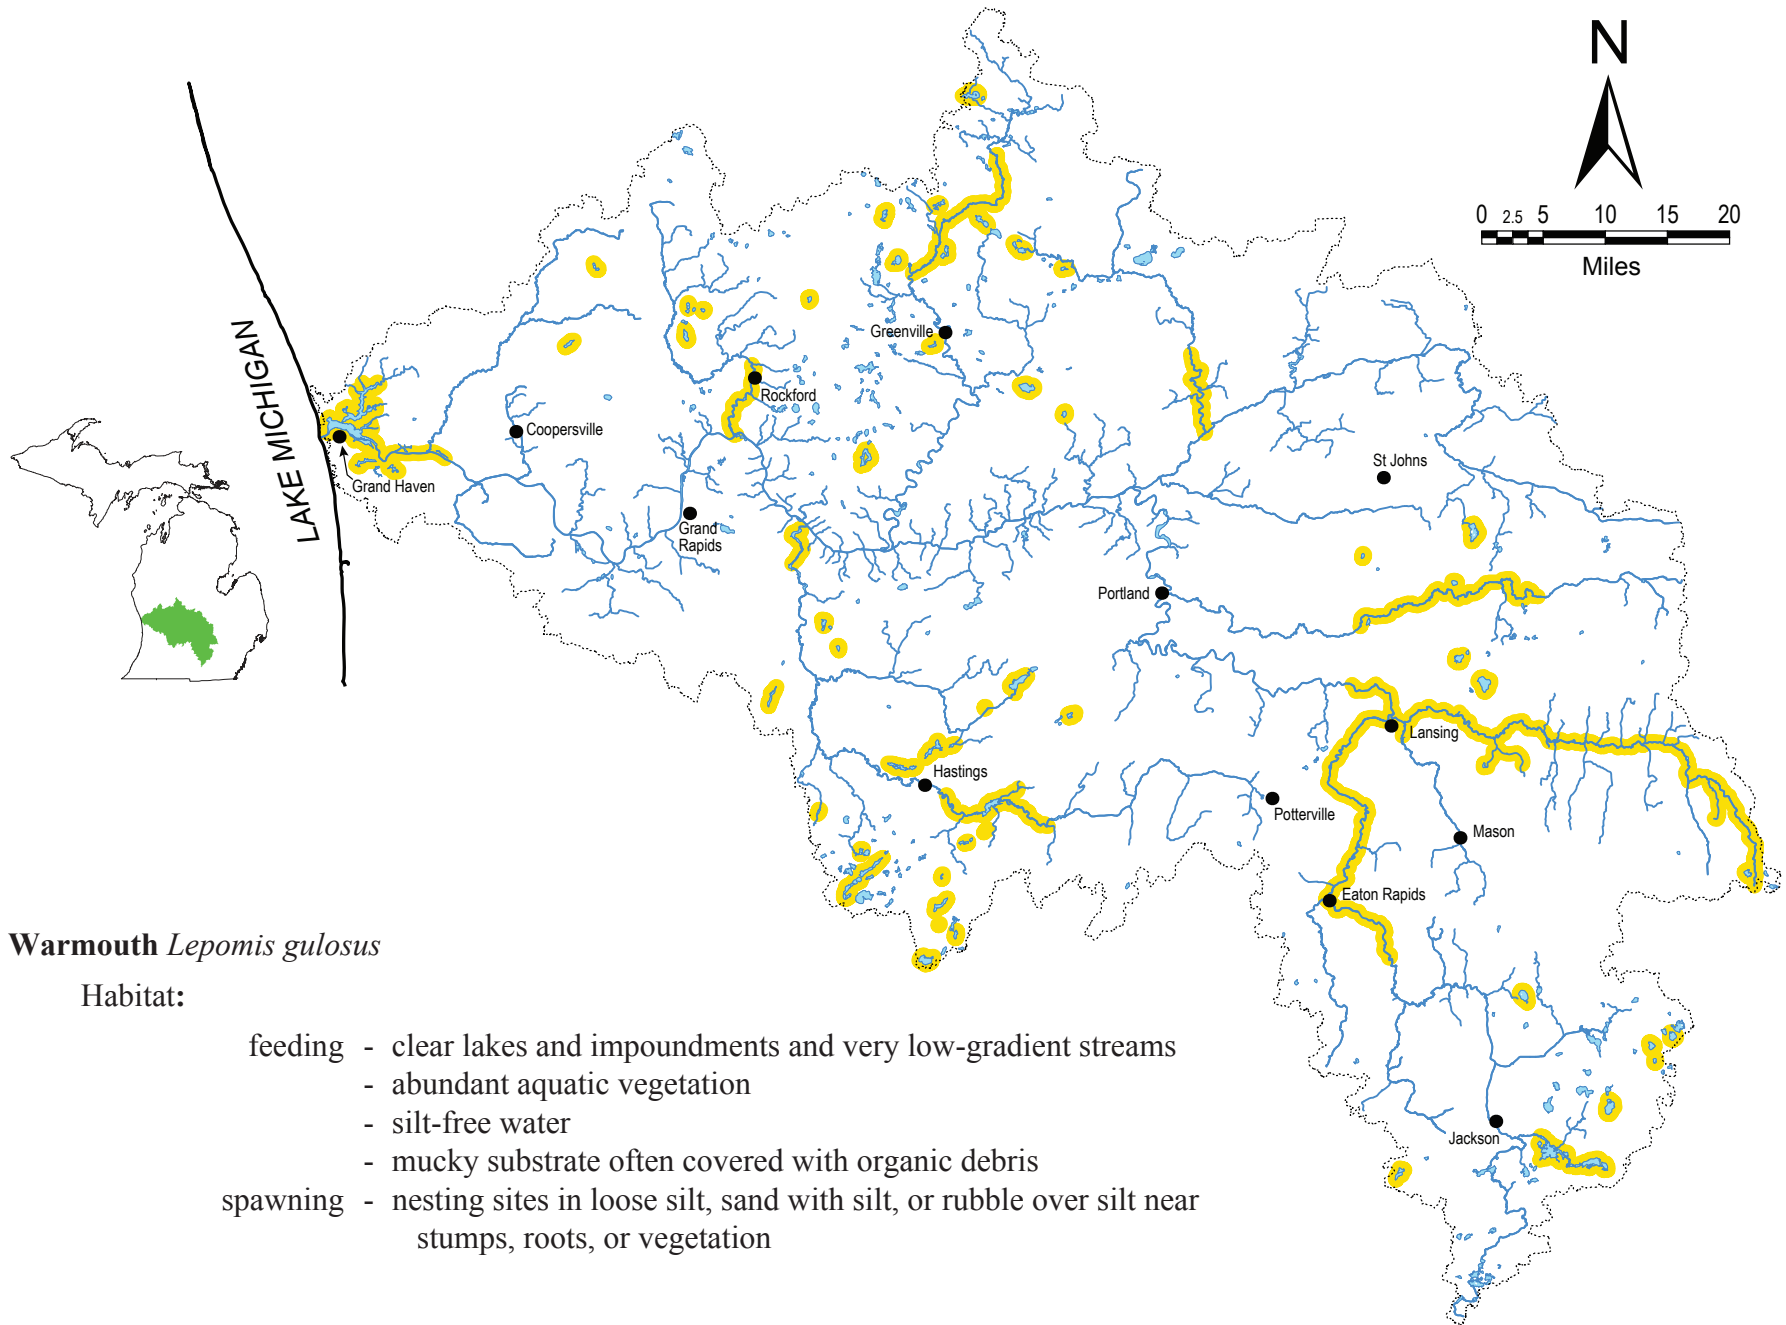 N
0 2.5 5 10 15 20
Miles
LAKE MICHIGAN
Greenville
Rockford
Coopersville
Grand Haven
St Johns
Grand
Rapids
Portland
Lansing
Hastings
Potterville
Mason
Eaton Rapids
Jackson
Warmouth Lepomis gulosus
Habitat:
feeding - clear lakes and impoundments and very low-gradient streams
- abundant aquatic vegetation
- silt-free water
- mucky substrate often covered with organic debris
spawning - nesting sites in loose silt, sand with silt, or rubble over silt near
stumps, roots, or vegetation